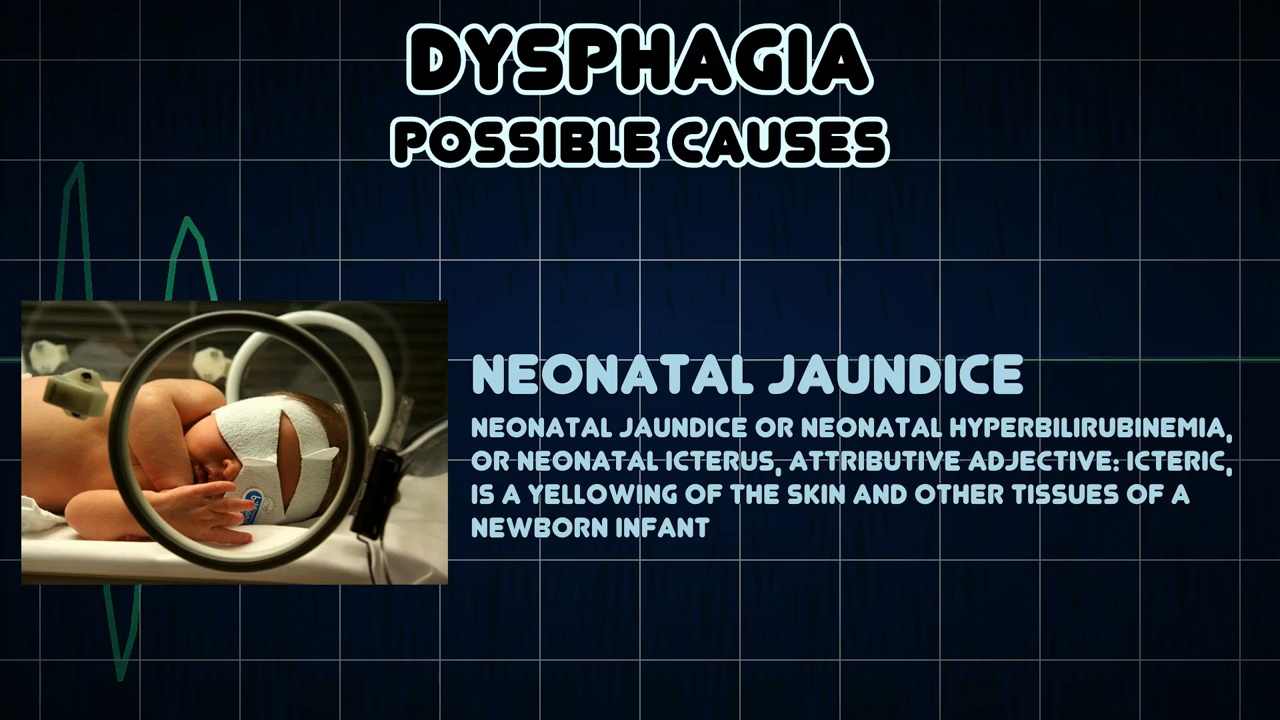 DYSPHAGIA
POSSIBLE CAUSES
NEONATAL JAUNDICE
NEONATAL JAUNDICE OR NEONATAL HYPERBILIRUBINEMIA,
OR NEONATAL ICTERUS, ATTRIBUTIVE ADJECTIVE: ICTERIC,
IS A YELLOWING OF THE SKIN AND OTHER TISSUES OF A
NEWBORN INFANT